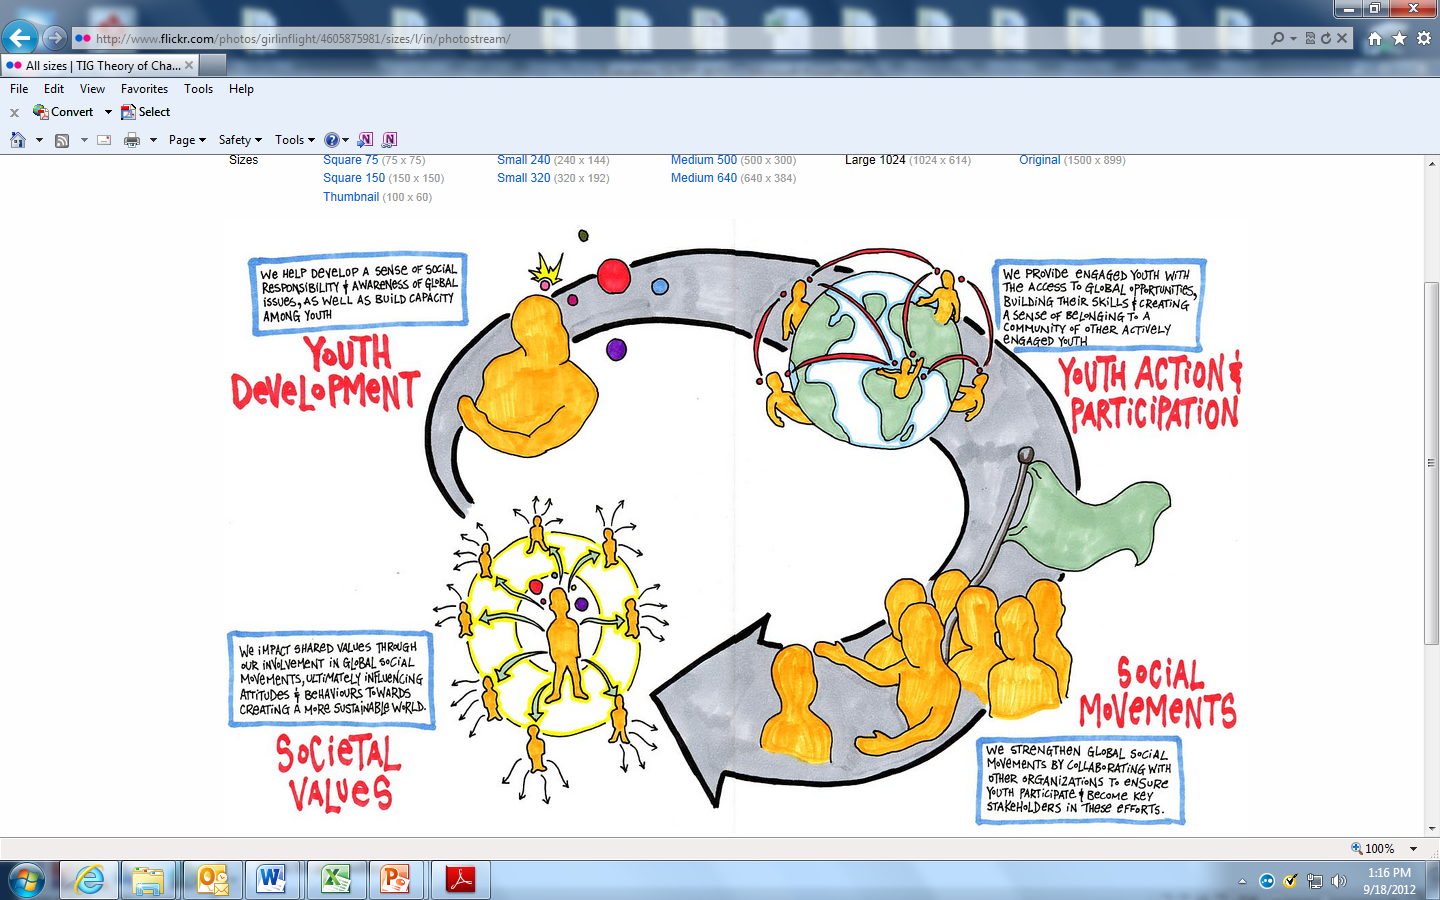 http://www.flickr.com/photos/girlinflight/4605875981/sizes/l/in/photostream/
All sizes | TIG Theory of Cha...
File Edit View Favorites Tools Help
x Convert Select
Page Safety Tools
Sizes Square 75 (75 x 75) Small 240 (240 x 144) Medium 500 (500 x 300) Large 1024 (1024 x 614) Original (1500 x 899)
Square 150 (150 x 150) Small 320 (320 x 192) Medium 640 (640 x 384)
Thumbnail (100 x 60)
WE HELP DEVELOP A SENSE OF SOCIAL
RESPONSIBILITY & AWARENESS OF GLOBAL
ISSUES, AS WELL AS BUILD CAPACITY
AMONG YOUTH
YOUTH
DEVELOPMENT
WE PROVIDE ENGAGED YOUTH WITH
THE ACCESS TO GLOBAL OPPORTUNITIES,
BUILDING THEIR SKILLS & CREATING
A SENSE OF BELONGING TO A
COMMUNITY OF OTHER ACTIVELY
ENGAGED YOUTH
YOUTH ACTION &
PARTICIPATION
SOCIAL
MOVEMENTS
WE STRENGTHEN GLOBAL SOCIAL
MOVEMENTS BY COLLABORATING WITH
OTHER ORGANIZATIONS TO ENSURE
YOUTH PARTICIPATE & BECOME KEY
STAKEHOLDERS IN THESE EFFORTS.
WE IMPACT SHARED VALUES THROUGH
OUR INVOLVEMENT IN GLOBAL SOCIAL
MOVEMENTS, ULTIMATELY INFLUENCING
ATTITUDES & BEHAVIOURS TOWARDS
CREATING A MORE SUSTAINABLE WORLD.
SOCIETAL
VALUES
100%
1:16 PM
9/18/2012